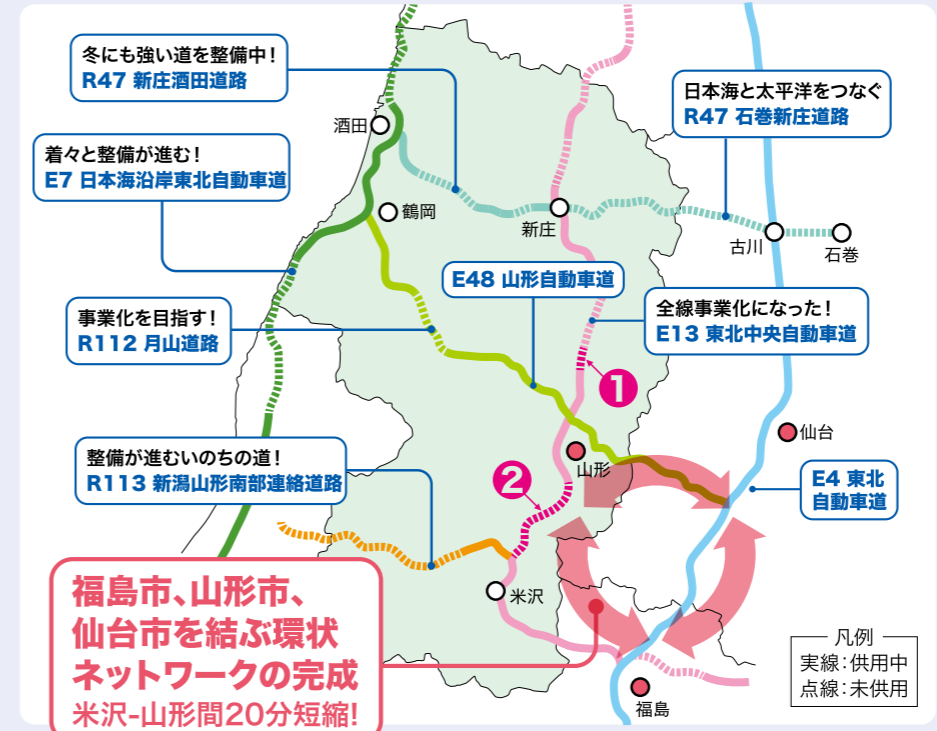 冬にも強い道を整備中！
R47 新庄酒田道路
日本海と太平洋をつなぐ
R47 石巻新庄道路
酒田
着々と整備が進む！
E7 日本海沿岸東北自動車道
鶴岡
新庄
古川
石巻
E48 山形自動車道
事業化を目指す！
R112 月山道路
全線事業化になった！
E13 東北中央自動車道
1
仙台
山形
整備が進むいのちの道！
R113 新潟山形南部連絡道路
2
E4 東北
自動車道
米沢
福島市、山形市、
仙台市を結ぶ環状
ネットワークの完成
米沢-山形間20分短縮！
福島
凡例
実線：供用中
点線：未供用